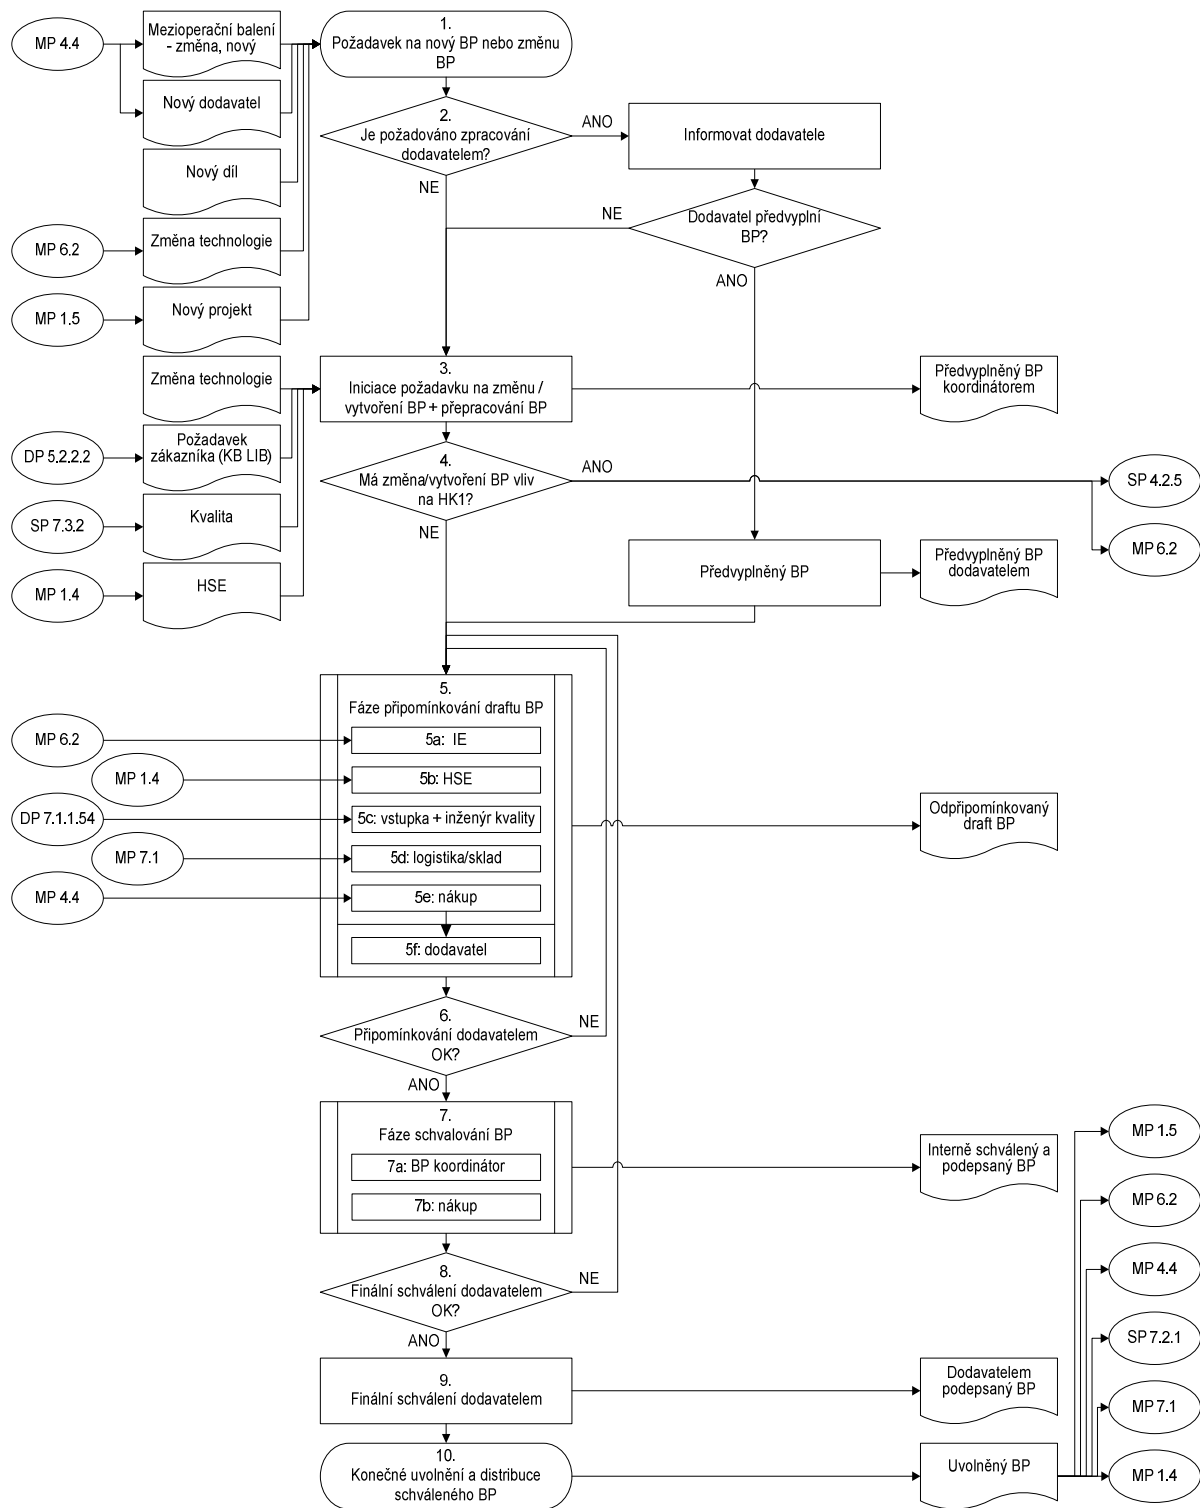 MP 4.4
Mezioperační balení
- změna, nový
1.
Požadavek na nový BP nebo změnu
BP
Nový dodavatel
2.
Je požadováno zpracování
dodavatelem?
ANO
Informovat dodavatele
NE
Nový díl
Dodavatel předvyplní
BP?
NE
ANO
MP 6.2
Změna technologie
MP 1.5
Nový projekt
Změna technologie
3.
Iniciace požadavku na změnu /
vytvoření BP + přepracování BP
Předvyplněný BP
koordinátorem
DP 5.2.2.2
Požadavek
zákazníka (KB LIB)
4.
Má změna/vytvoření BP vliv
na HK1?
ANO
SP 4.2.5
NE
SP 7.3.2
Kvalita
MP 6.2
Předvyplněný BP
Předvyplněný BP
dodavatelem
MP 1.4
HSE
5.
Fáze připomínkování draftu BP
MP 6.2
5a: IE
MP 1.4
5b: HSE
DP 7.1.1.54
5c: vstupka + inženýr kvality
Odpřipomínkovaný
draft BP
MP 7.1
5d: logistika/sklad
MP 4.4
5e: nákup
5f: dodavatel
6.
Připomínkování dodavatelem
OK?
NE
ANO
7.
Fáze schvalování BP
7a: BP koordinátor
7b: nákup
Interně schválený a
podepsaný BP
MP 1.5
MP 6.2
8.
Finální schválení dodavatelem
OK?
NE
ANO
MP 4.4
SP 7.2.1
9.
Finální schválení dodavatelem
Dodavatelem
podepsaný BP
MP 7.1
10.
Konečné uvolnění a distribuce
schváleného BP
Uvolněný BP
MP 1.4